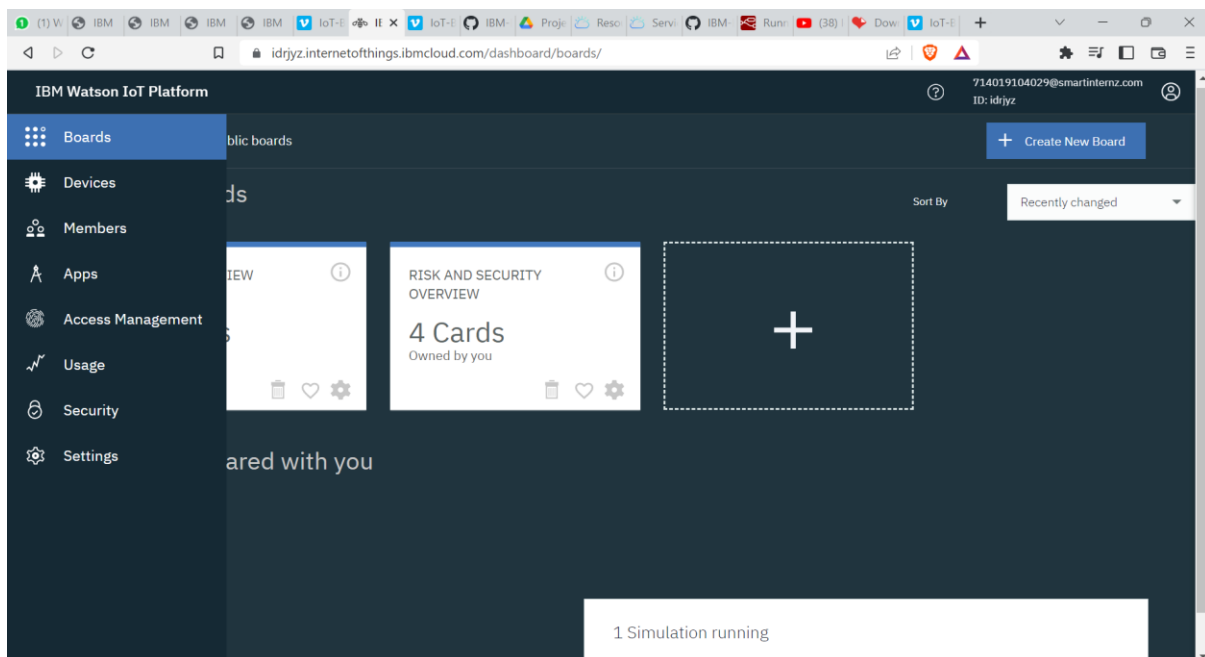 (1) W IBM IBM IBM IBM IoT-E IE IoT-E IBM- Proje Reso Servi IBM- Runn (38) Dow IoT-E
idrjyz.internetofthings.ibmcloud.com/dashboard/boards/
IBM Watson IoT Platform
714019104029@smartinternz.com
ID: idrjyz
Boards
blic boards
Create New Board
Devices
ds
Sort By
Recently changed
Members
Apps
IEW
RISK AND SECURITY
OVERVIEW
Access Management
4 Cards
Owned by you
Usage
Security
Settings
ared with you
1 Simulation running